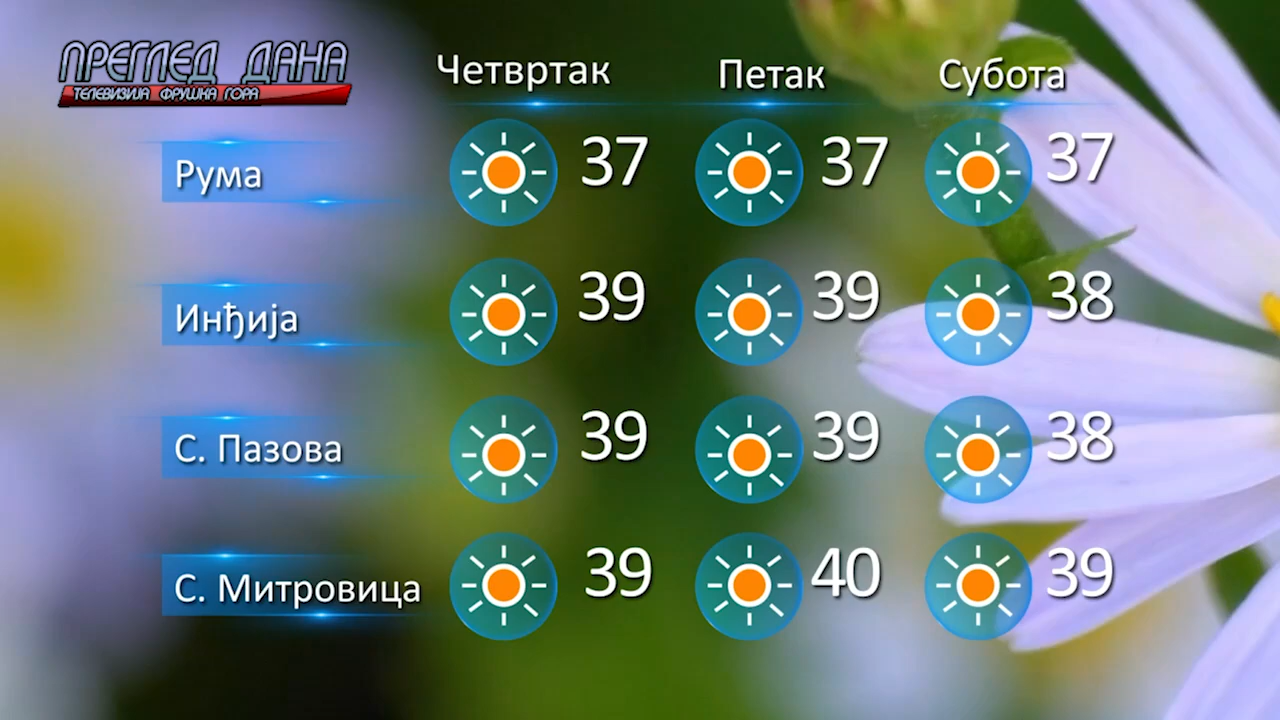 ПРЕГЛЕД ДАНА
ТЕЛЕВИЗИЈА ФРУШКА ГОРА
Четвртак Петак Субота
Рума 37 37 37
Инђија 39 39 38
С. Пазова 39 39 38
С. Митровица 39 40 39